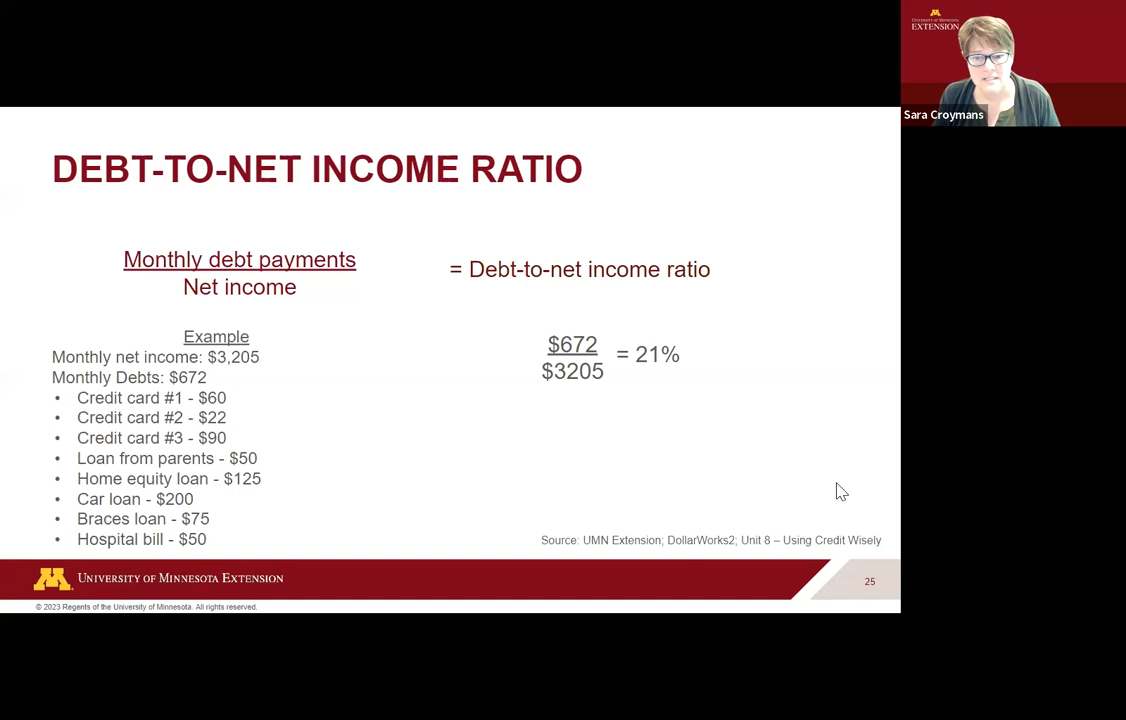 UNIVERSITY OF MINNESOTA
EXTENSION
Sara Croymans
DEBT-TO-NET INCOME RATIO
Monthly debt payments
Net income
= Debt-to-net income ratio
Example
Monthly net income: $3,205
Monthly Debts: $672
• Credit card #1 - $60
• Credit card #2 - $22
• Credit card #3 - $90
• Loan from parents - $50
• Home equity loan - $125
• Car loan - $200
• Braces loan - $75
• Hospital bill - $50
$672
$3205
= 21%
Source: UMN Extension; DollarWorks2; Unit 8 – Using Credit Wisely
UNIVERSITY OF MINNESOTA EXTENSION
25
© 2023 Regents of the University of Minnesota. All rights reserved.